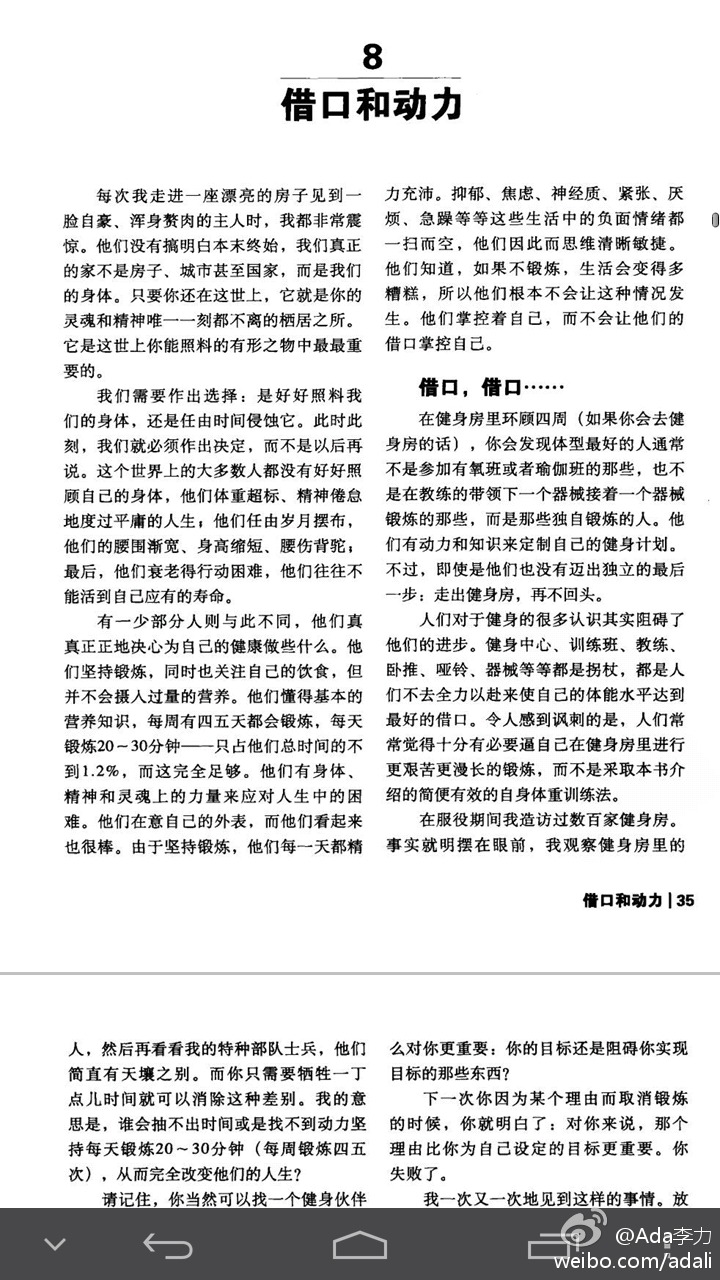 8
借口和动力
每次我走进一座漂亮的房子见到一
脸自豪、浑身赘肉的主人时，我都非常震
惊。他们没有搞明白本末终始，我们真正
的家不是房子、城市甚至国家，而是我们
的身体。只要你还在这世上，它就是你的
灵魂和精神唯一一刻都不离的栖居之所。
它是这世上你能照料的有形之物中最最重
要的。
我们需要作出选择：是好好照料我
们的身体，还是任由时间侵蚀它。此时此
刻，我们就必须作出决定，而不是以后再
说。这个世界上的大多数人都没有好好照
顾自己的身体，他们体重超标、精神倦怠
地度过平庸的人生；他们任由岁月摆布，
他们的腰围渐宽、身高缩短、腰伤背驼；
最后，他们衰老得行动困难，他们往往不
能活到自己应有的寿命。
有一少部分人则与此不同，他们真
真正正地决心为自己的健康做些什么。他
们坚持锻炼，同时也关注自己的饮食，但
并不会摄入过量的营养。他们懂得基本的
营养知识，每周有四五天都会锻炼，每天
锻炼20～30分钟——只占他们总时间的不
到1.2%，而这完全足够。他们有身体、
精神和灵魂上的力量来应对人生中的困
难。他们在意自己的外表，而他们看起来
也很棒。由于坚持锻炼，他们每一天都精
力充沛。抑郁、焦虑、神经质、紧张、厌
烦、急躁等等这些生活中的负面情绪都
一扫而空，他们因此而思维清晰敏捷。
他们知道，如果不锻炼，生活会变得多
糟糕，所以他们根本不会让这种情况发
生。他们掌控着自己，而不会让他们的
借口掌控自己。
借口，借口……
在健身房里环顾四周（如果你会去健
身房的话），你会发现体型最好的人通常
不是参加有氧班或者瑜伽班的那些，也不
是在教练的带领下一个器械接着一个器械
锻炼的那些，而是那些独自锻炼的人。他
们有动力和知识来定制自己的健身计划。
不过，即使是他们也没有迈出独立的最后
一步：走出健身房，再不回头。
人们对于健身的很多认识其实阻碍了
他们的进步。健身中心、训练班、教练、
卧推、哑铃、器械等等都是拐杖，都是人
们不去全力以赴来使自己的体能水平达到
最好的借口。令人感到讽刺的是，人们常
常觉得十分有必要逼自己在健身房里进行
更艰苦更漫长的锻炼，而不是采取本书介
绍的简便有效的自身体重训练法。
在服役期间我造访过数百家健身房。
事实就明摆在眼前，我观察健身房里的
借口和动力 | 35
人，然后再看看我的特种部队士兵，他们
简直有天壤之别。而你只需要牺牲一丁
点儿时间就可以消除这种差别。我的意
思是，谁会抽不出时间或是找不到动力坚
持每天锻炼20～30分钟（每周锻炼四五
次），从而完全改变他们的人生？
请记住，你当然可以找一个健身伙伴
么对你更重要：你的目标还是阻碍你实现
目标的那些东西？
下一次你因为某个理由而取消锻炼
的时候，你就明白了：对你来说，那个
理由比你为自己设定的目标更重要。你
失败了。
我一次又一次地见到这样的事情。放
@Ada李力
weibo.com/adali